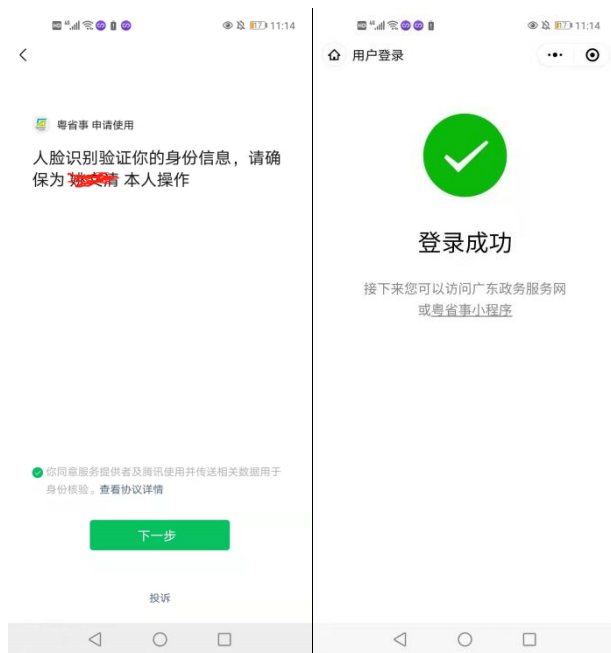 11:14
粤省事 申请使用
人脸识别验证你的身份信息，请确
保为 清 本人操作
你同意服务提供者及腾讯使用并传送相关数据用于
身份核验。查看协议详情
下一步
投诉
11:14
用户登录
登录成功
接下来您可以访问广东政务服务网
或粤省事小程序